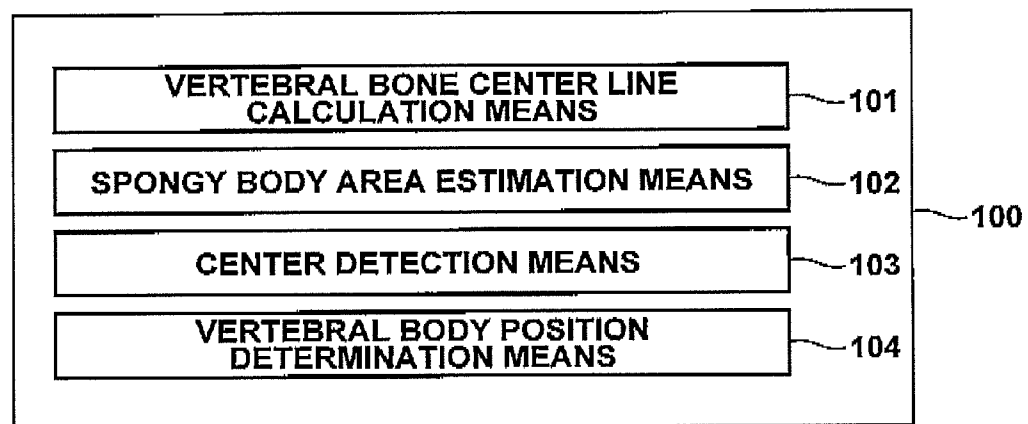 VERTEBRAL BONE CENTER LINE
CALCULATION MEANS
101
SPONGY BODY AREA ESTIMATION MEANS
102
100
CENTER DETECTION MEANS
103
VERTEBRAL BODY POSITION
DETERMINATION MEANS
104